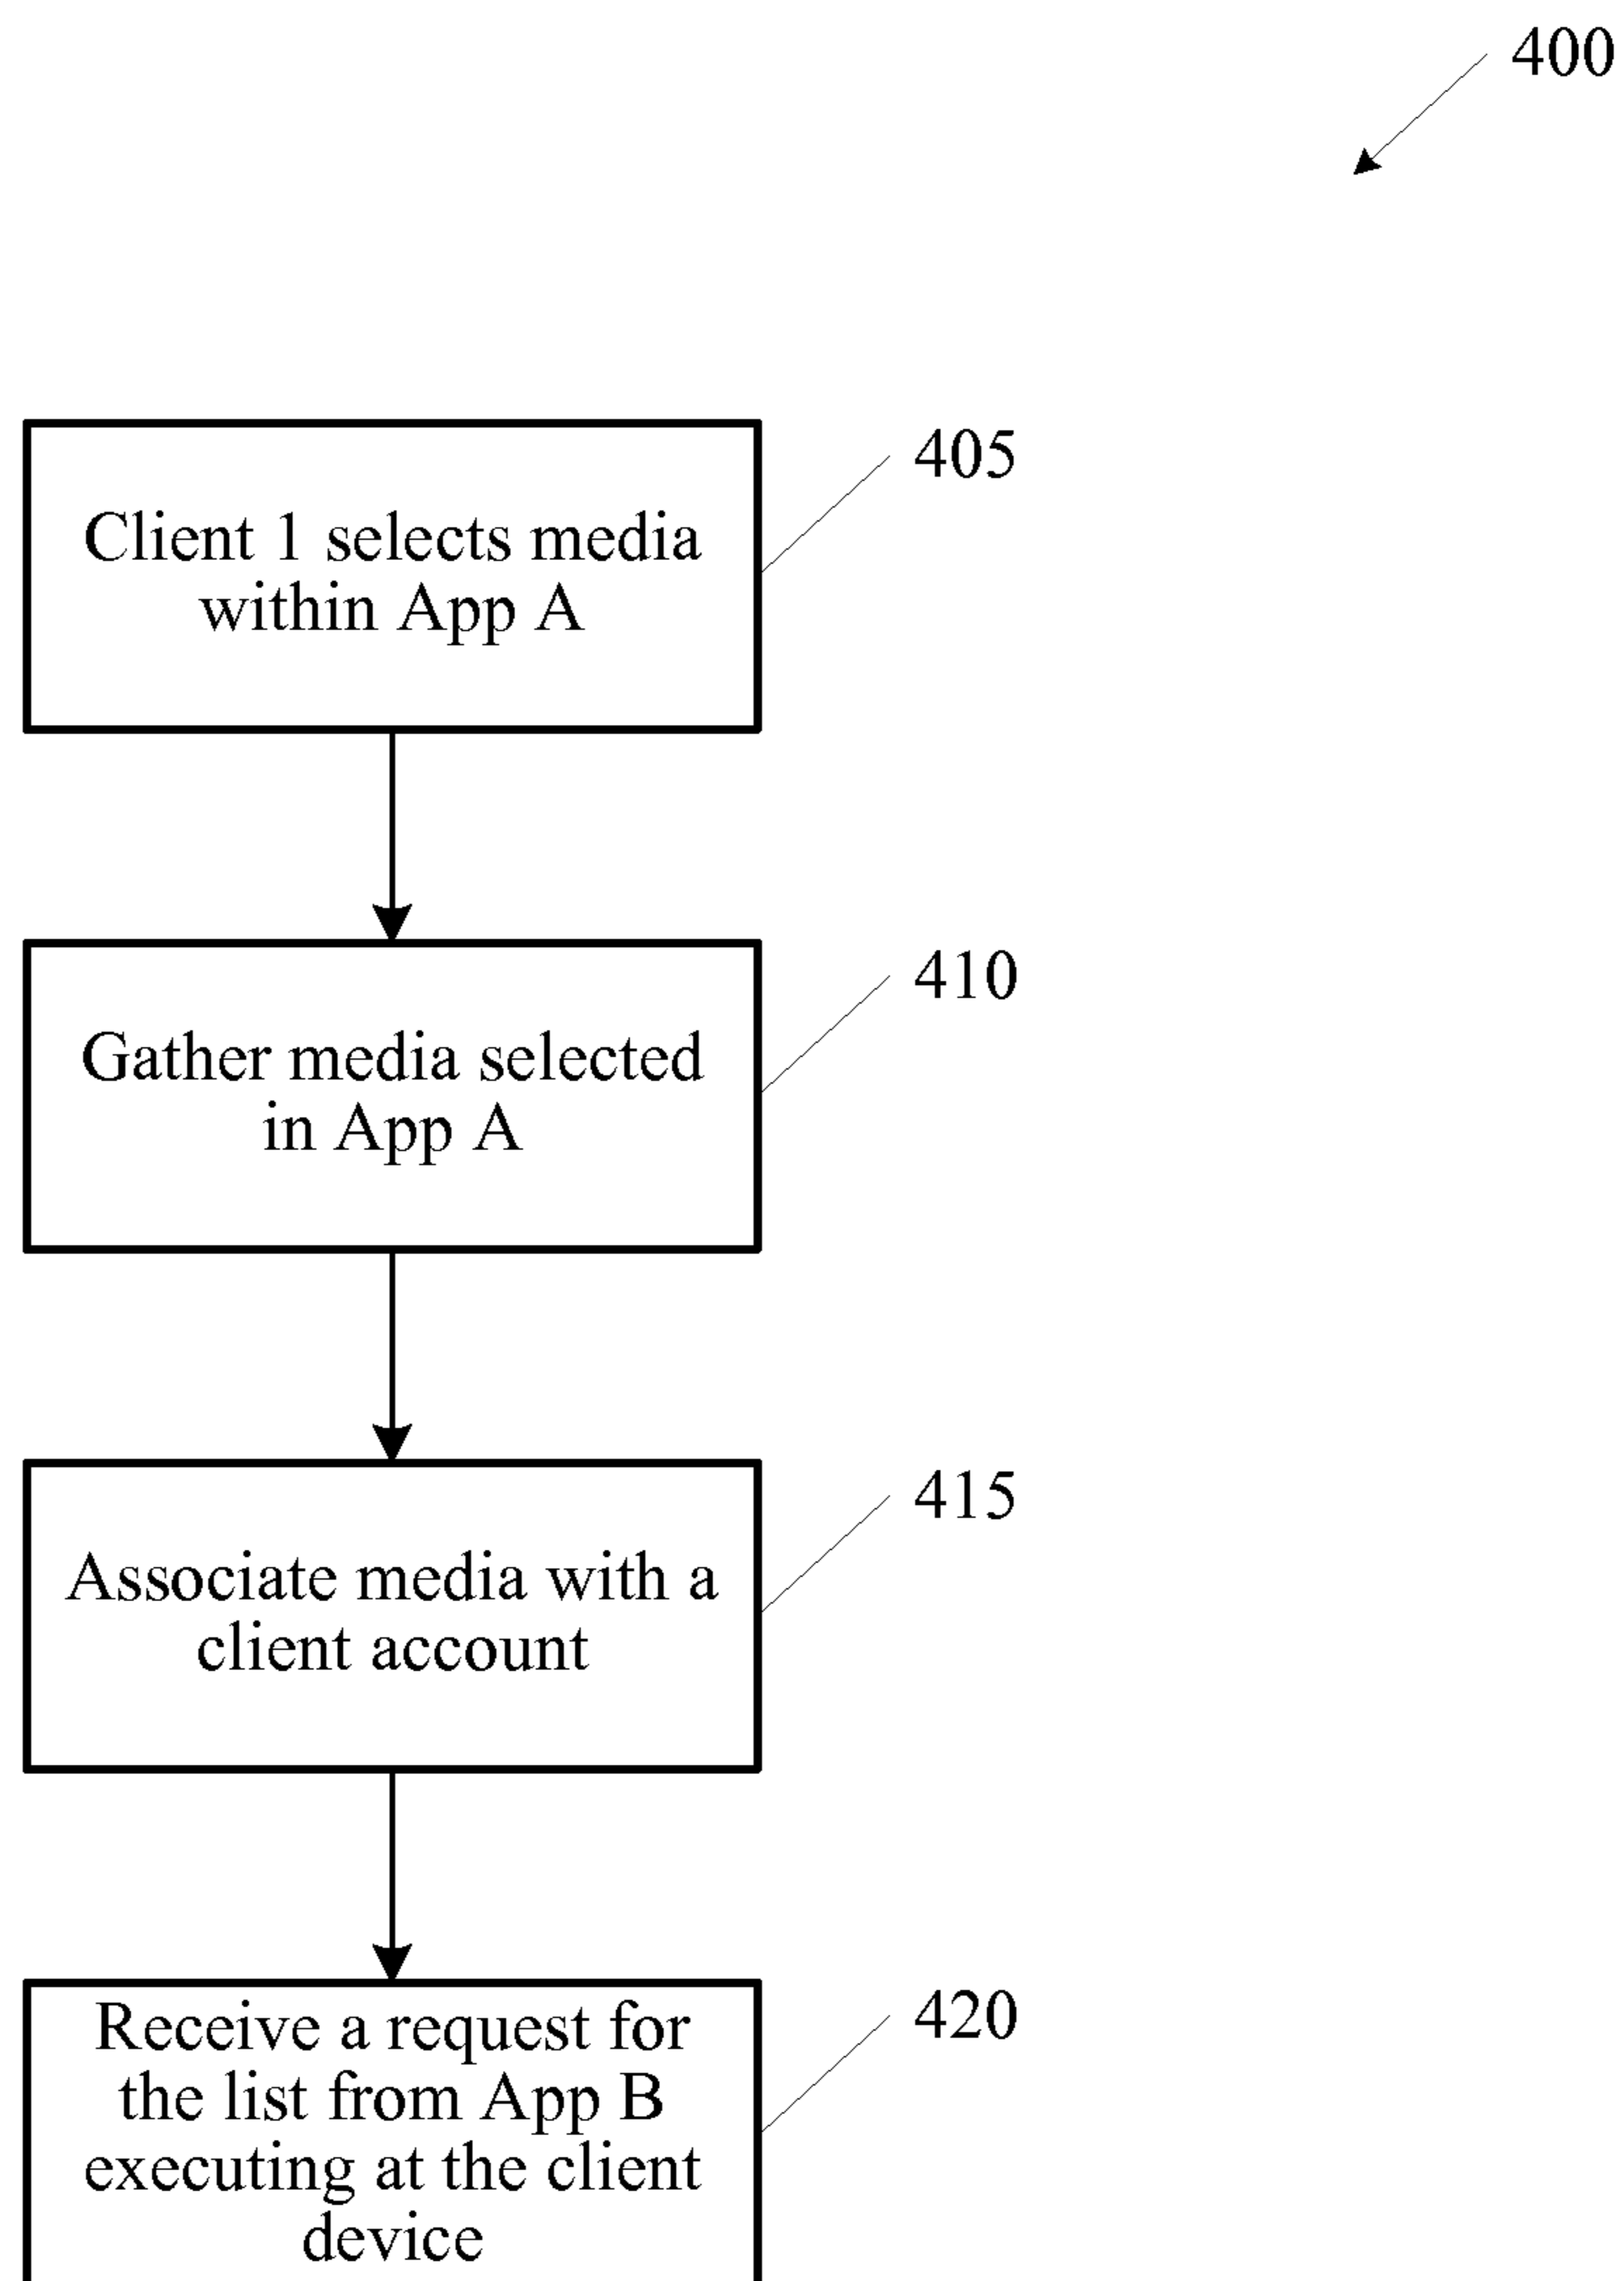 400
405
Client 1 selects media
within App A
410
Gather media selected
in App A
415
Associate media with a
client account
420
Receive a request for
the list from App B
executing at the client
device